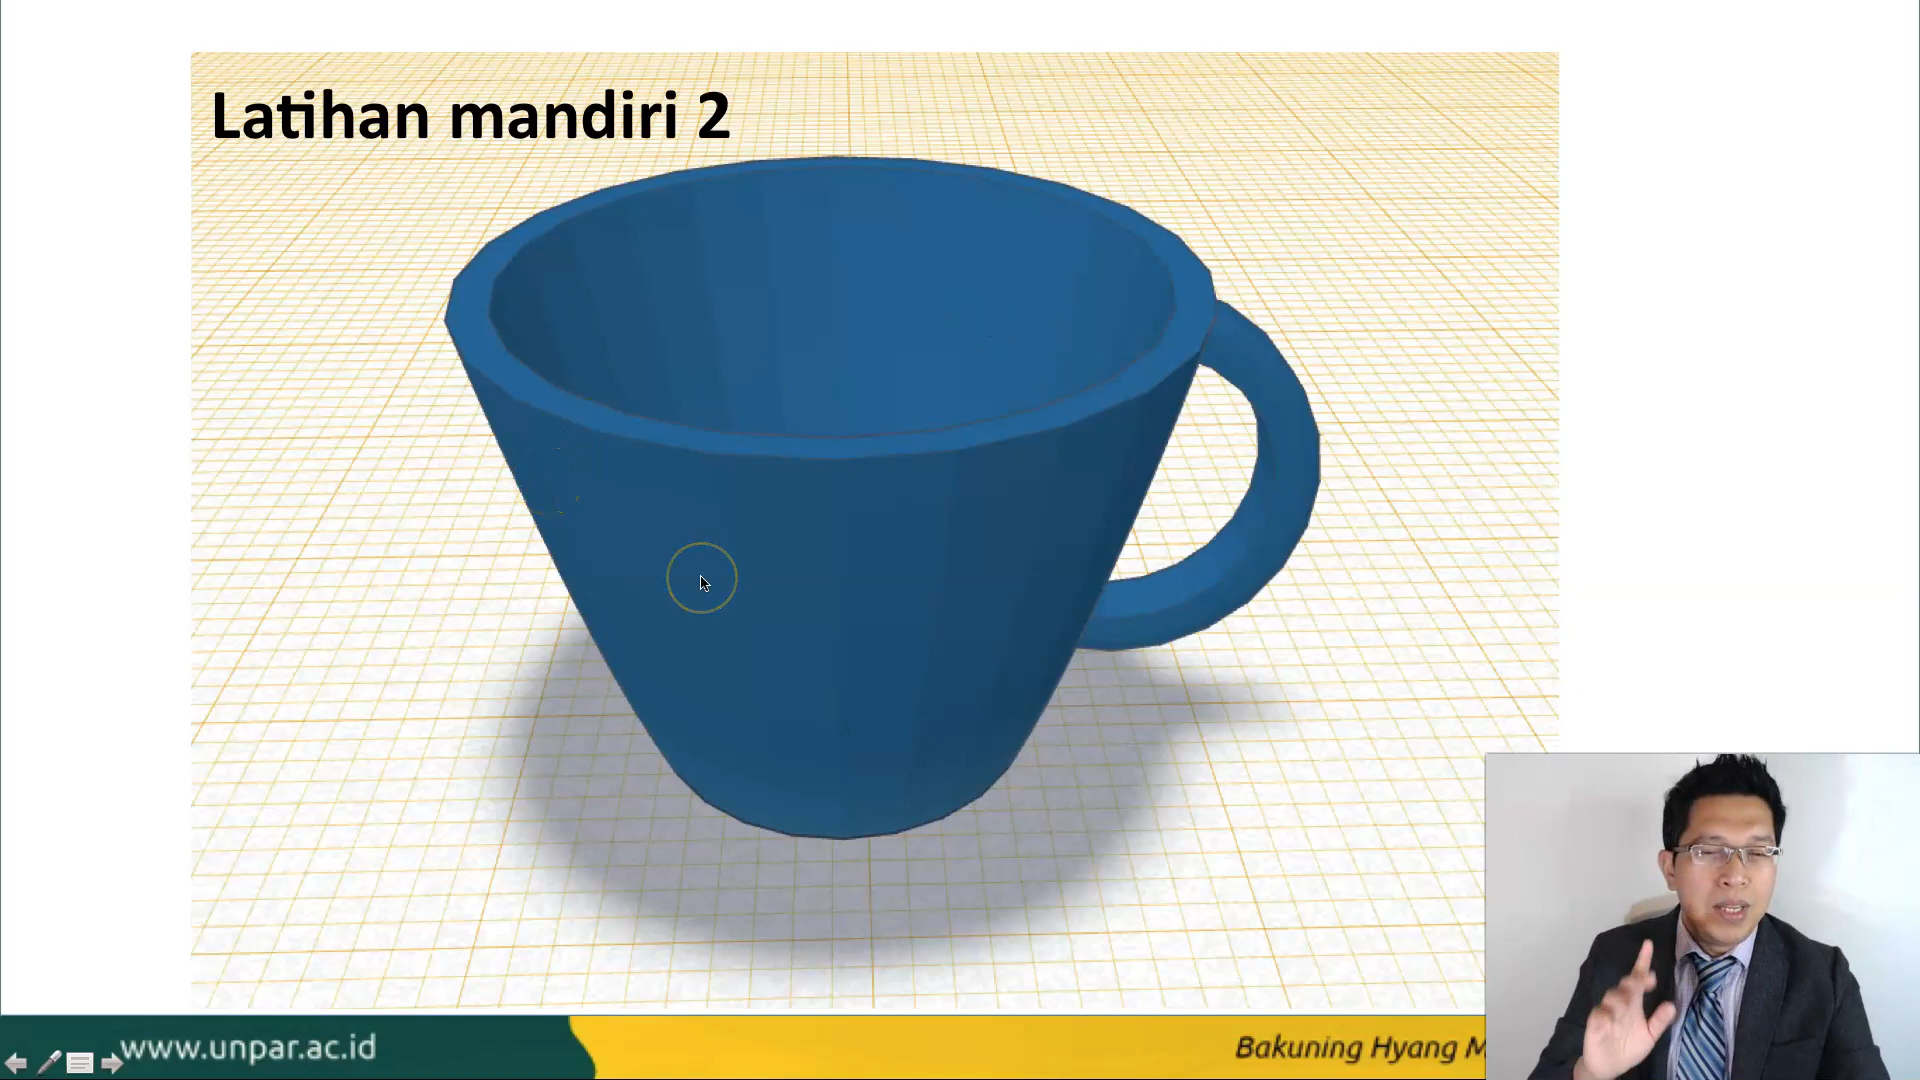 Latihan mandiri 2
www.unpar.ac.id
Bakuning Hyang